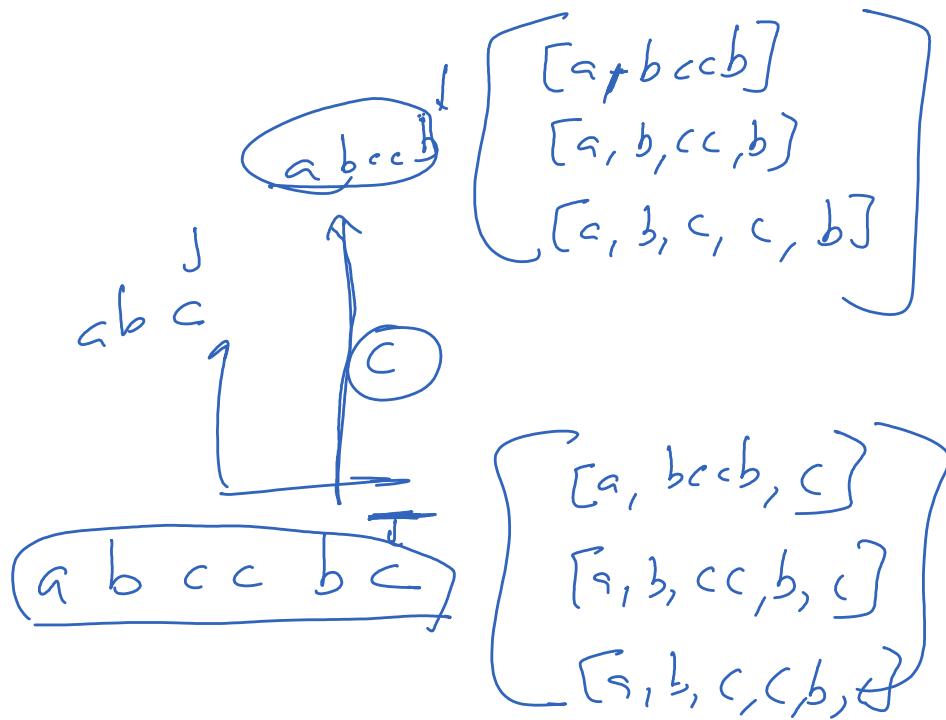 [a, bccb]
abccb
[a, b, cc, b]
[a, b, c, c, b]
J
abc
c
[a, bccb, c]
abccbc
[a, b, cc, b, c]
[a, b, c, c, b, c]